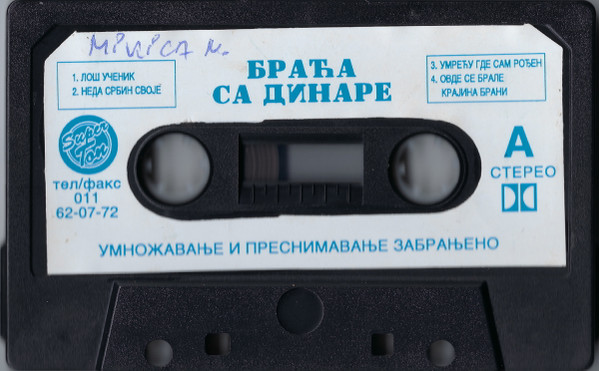 1. ЛОШ УЧЕНИК
2. НЕДА СРБИН СВОЈЕ
БРАЋА
СА ДИНАРЕ
3. УМРЕЋУ ГДЕ САМ РОЂЕН
4. ОВДЕ СЕ БРАЛЕ
КРАЈИНА БРАНИ
Super
Ton
тел/факс
011
62-07-72
A
СТЕРЕО
УМНОЖАВАЊЕ И ПРЕСНИМАВАЊЕ ЗАБРАЊЕНО